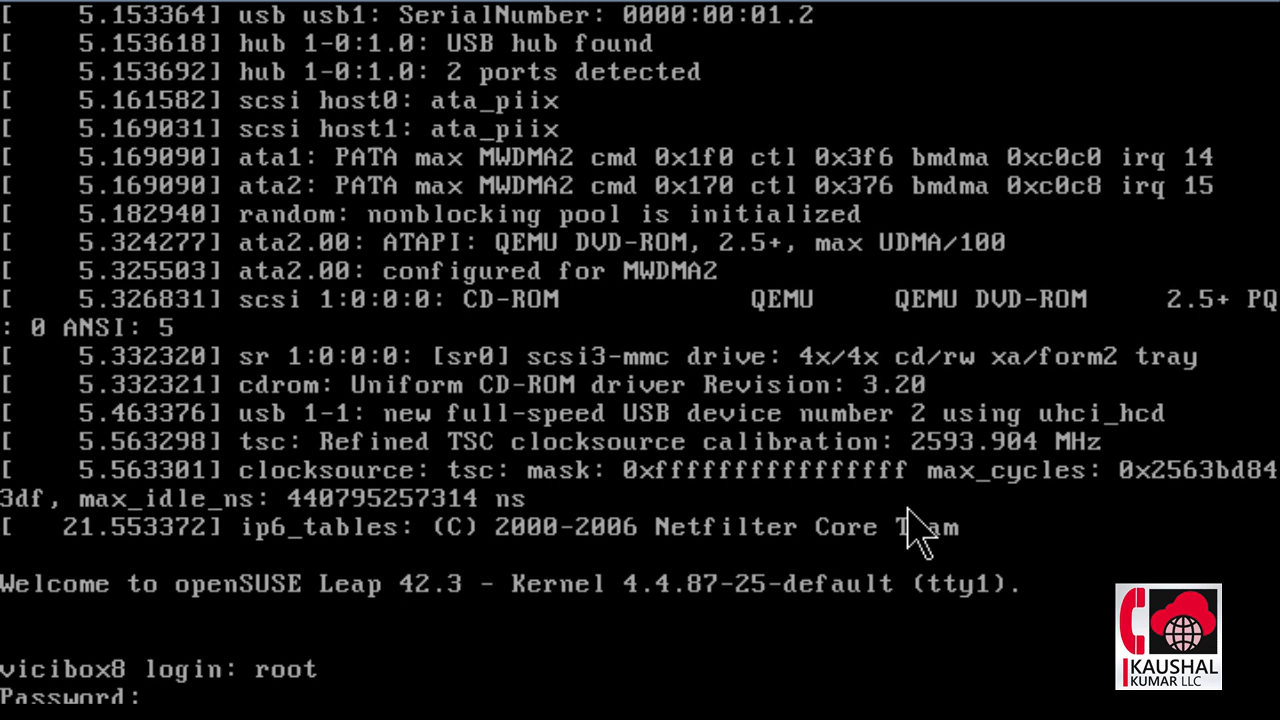 [    5.153364] usb usb1: SerialNumber: 0000:00:01.2
[    5.153618] hub 1-0:1.0: USB hub found
[    5.153692] hub 1-0:1.0: 2 ports detected
[    5.161582] scsi host0: ata_piix
[    5.169031] scsi host1: ata_piix
[    5.169090] ata1: PATA max MWDMA2 cmd 0x1f0 ctl 0x3f6 bmdma 0xc0c0 irq 14
[    5.169090] ata2: PATA max MWDMA2 cmd 0x170 ctl 0x376 bmdma 0xc0c8 irq 15
[    5.182940] random: nonblocking pool is initialized
[    5.324277] ata2.00: ATAPI: QEMU DVD-ROM, 2.5+, max UDMA/100
[    5.325503] ata2.00: configured for MWDMA2
[    5.326831] scsi 1:0:0:0: CD-ROM            QEMU     QEMU DVD-ROM     2.5+ PQ
: 0 ANSI: 5
[    5.332320] sr 1:0:0:0: [sr0] scsi3-mmc drive: 4x/4x cd/rw xa/form2 tray
[    5.332321] cdrom: Uniform CD-ROM driver Revision: 3.20
[    5.463376] usb 1-1: new full-speed USB device number 2 using uhci_hcd
[    5.563298] tsc: Refined TSC clocksource calibration: 2593.904 MHz
[    5.563301] clocksource: tsc: mask: 0xffffffffffffffff max_cycles: 0x2563bd84
3df, max_idle_ns: 440795257314 ns
[   21.553372] ip6_tables: (C) 2000-2006 Netfilter Core Team
Welcome to openSUSE Leap 42.3 - Kernel 4.4.87-25-default (tty1).
vicibox8 login: root
Password:
KAUSHAL
KUMAR LLC